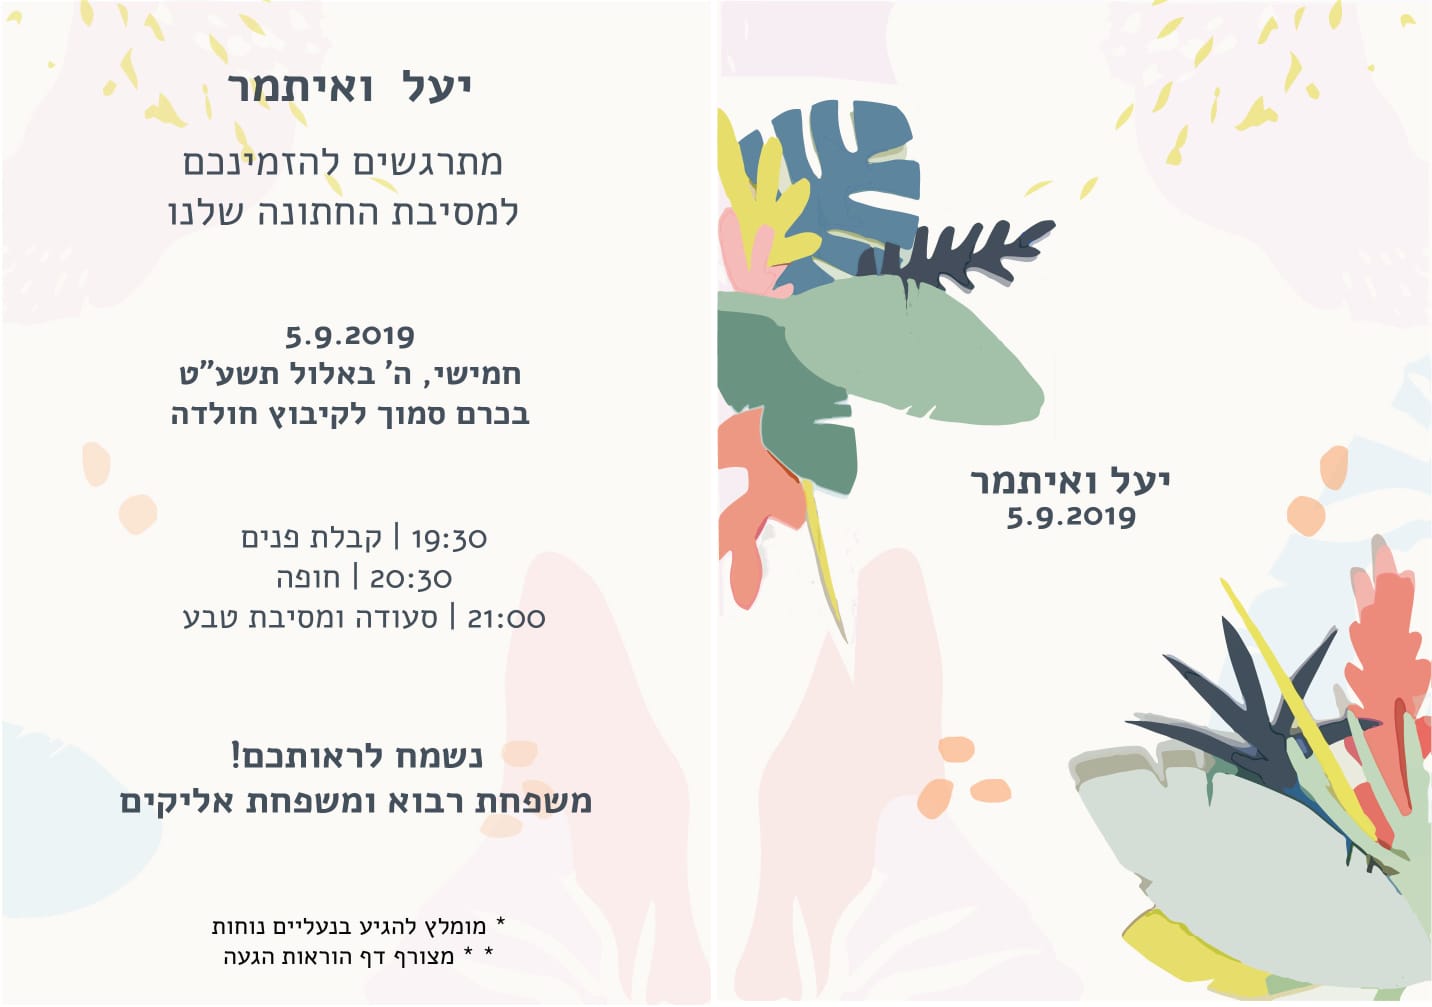 יעל ואיתמר
מתרגשים להזמינכם
למסיבת החתונה שלנו
5.9.2019
חמישי, ה' באלול תשע"ט
בכרם סמוך לקיבוץ חולדה
19:30 | קבלת פנים
20:30 | חופה
21:00 | סעודה ומסיבת טבע
נשמח לראותכם!
משפחת רבוא ומשפחת אליקים
* מומלץ להגיע בנעליים נוחות
* * מצורף דף הוראות הגעה
יעל ואיתמר
5.9.2019